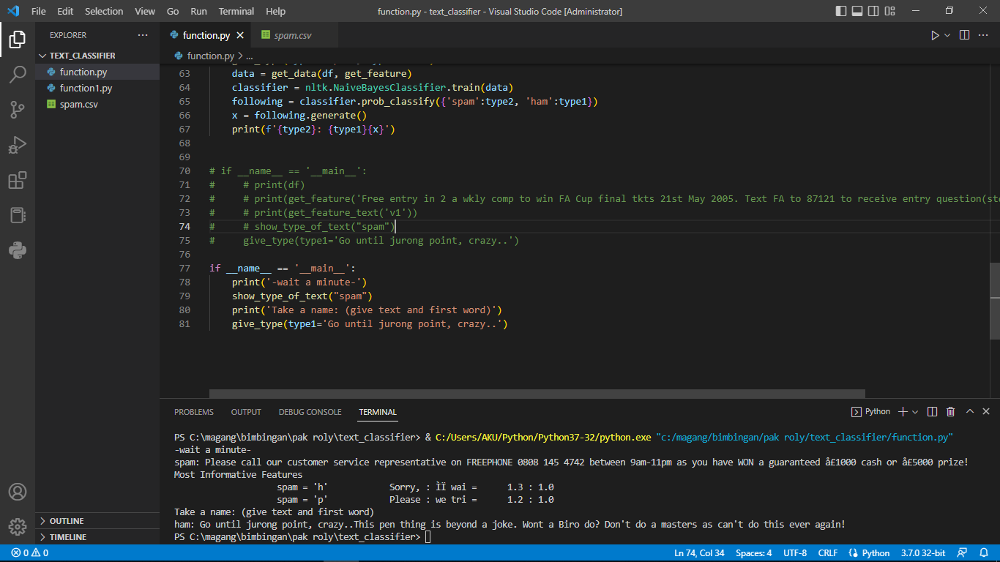 File Edit Selection View Go Run Terminal Help function.py - text_classifier - Visual Studio Code [Administrator]
EXPLORER
TEXT_CLASSIFIER
function.py
function1.py
spam.csv
OUTLINE
TIMELINE
function.py spam.csv
function.py > ...
63 data = get_data(df, get_feature)
64 classifier = nltk.NaiveBayesClassifier.train(data)
65 following = classifier.prob_classify({'spam':type2, 'ham':type1})
66 x = following.generate()
67 print(f'{type2}: {type1}{x}')
68
69
70 # if __name__ == '__main__':
71 #     # print(df)
72 #     # print(get_feature('Free entry in 2 a wkly comp to win FA Cup final tkts 21st May 2005. Text FA to 87121 to receive entry question(st
73 #     # print(get_feature_text('v1'))
74 #     # show_type_of_text("spam")
75 #     give_type(type1='Go until jurong point, crazy..')
76
77 if __name__ == '__main__':
78 print('-wait a minute-')
79 show_type_of_text("spam")
80 print('Take a name: (give text and first word)')
81 give_type(type1='Go until jurong point, crazy..')
PROBLEMS OUTPUT DEBUG CONSOLE TERMINAL Python
PS C:\magang\bimbingan\pak roly\text_classifier> & C:/Users/AKU/Python/Python37-32/python.exe "c:/magang/bimbingan/pak roly/text_classifier/function.py"
-wait a minute-
spam: Please call our customer service representative on FREEPHONE 0808 145 4742 between 9am-11pm as you have WON a guaranteed å£1000 cash or å£5000 prize!
Most Informative Features
spam = 'h' Sorry, : ÌÏ wai = 1.3 : 1.0
spam = 'p' Please : we tri = 1.2 : 1.0
Take a name: (give text and first word)
ham: Go until jurong point, crazy..This pen thing is beyond a joke. Wont a Biro do? Don't do a masters as can't do this ever again!
PS C:\magang\bimbingan\pak roly\text_classifier>
0 0 Ln 74, Col 34 Spaces: 4 UTF-8 CRLF Python 3.7.0 32-bit